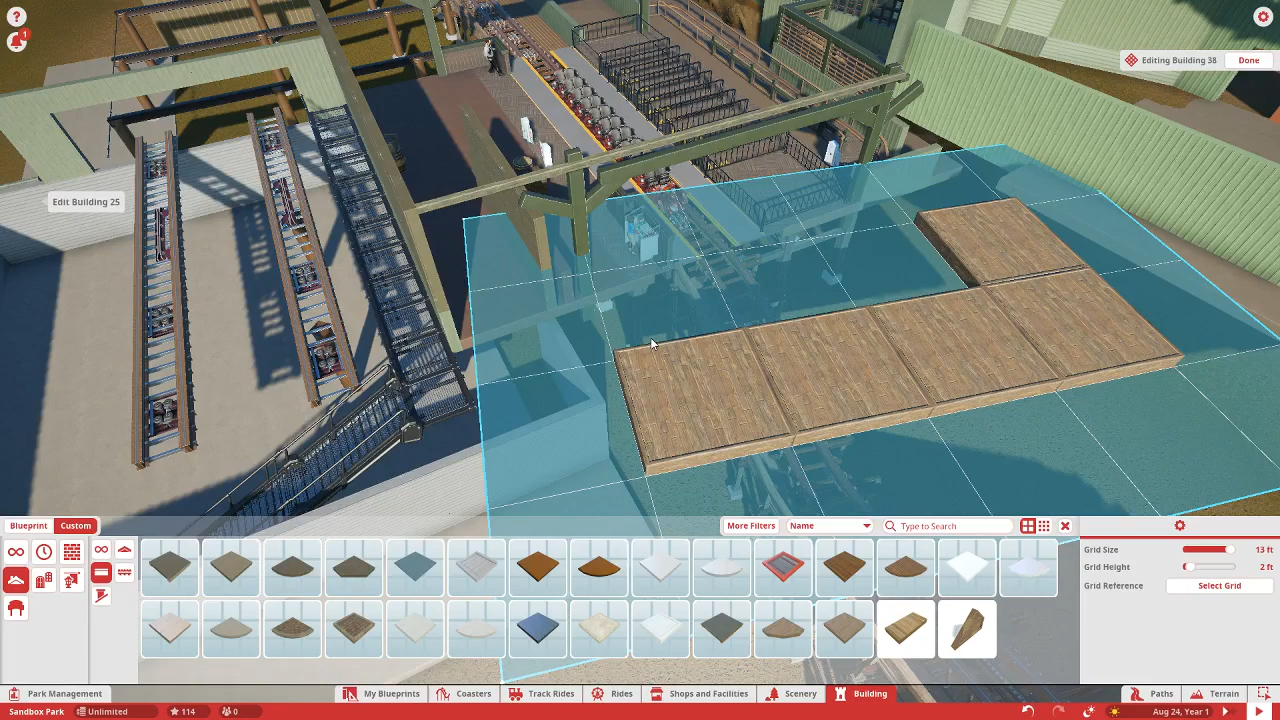 ?
1
Editing Building 38 Done
Edit Building 25
Blueprint Custom
More Filters Name Type to Search
Grid Size 13 ft
Grid Height 2 ft
Grid Reference Select Grid
Park Management My Blueprints Coasters Track Rides Rides Shops and Facilities Scenery Building Paths Terrain
Sandbox Park Unlimited 114 0 Aug 24, Year 1